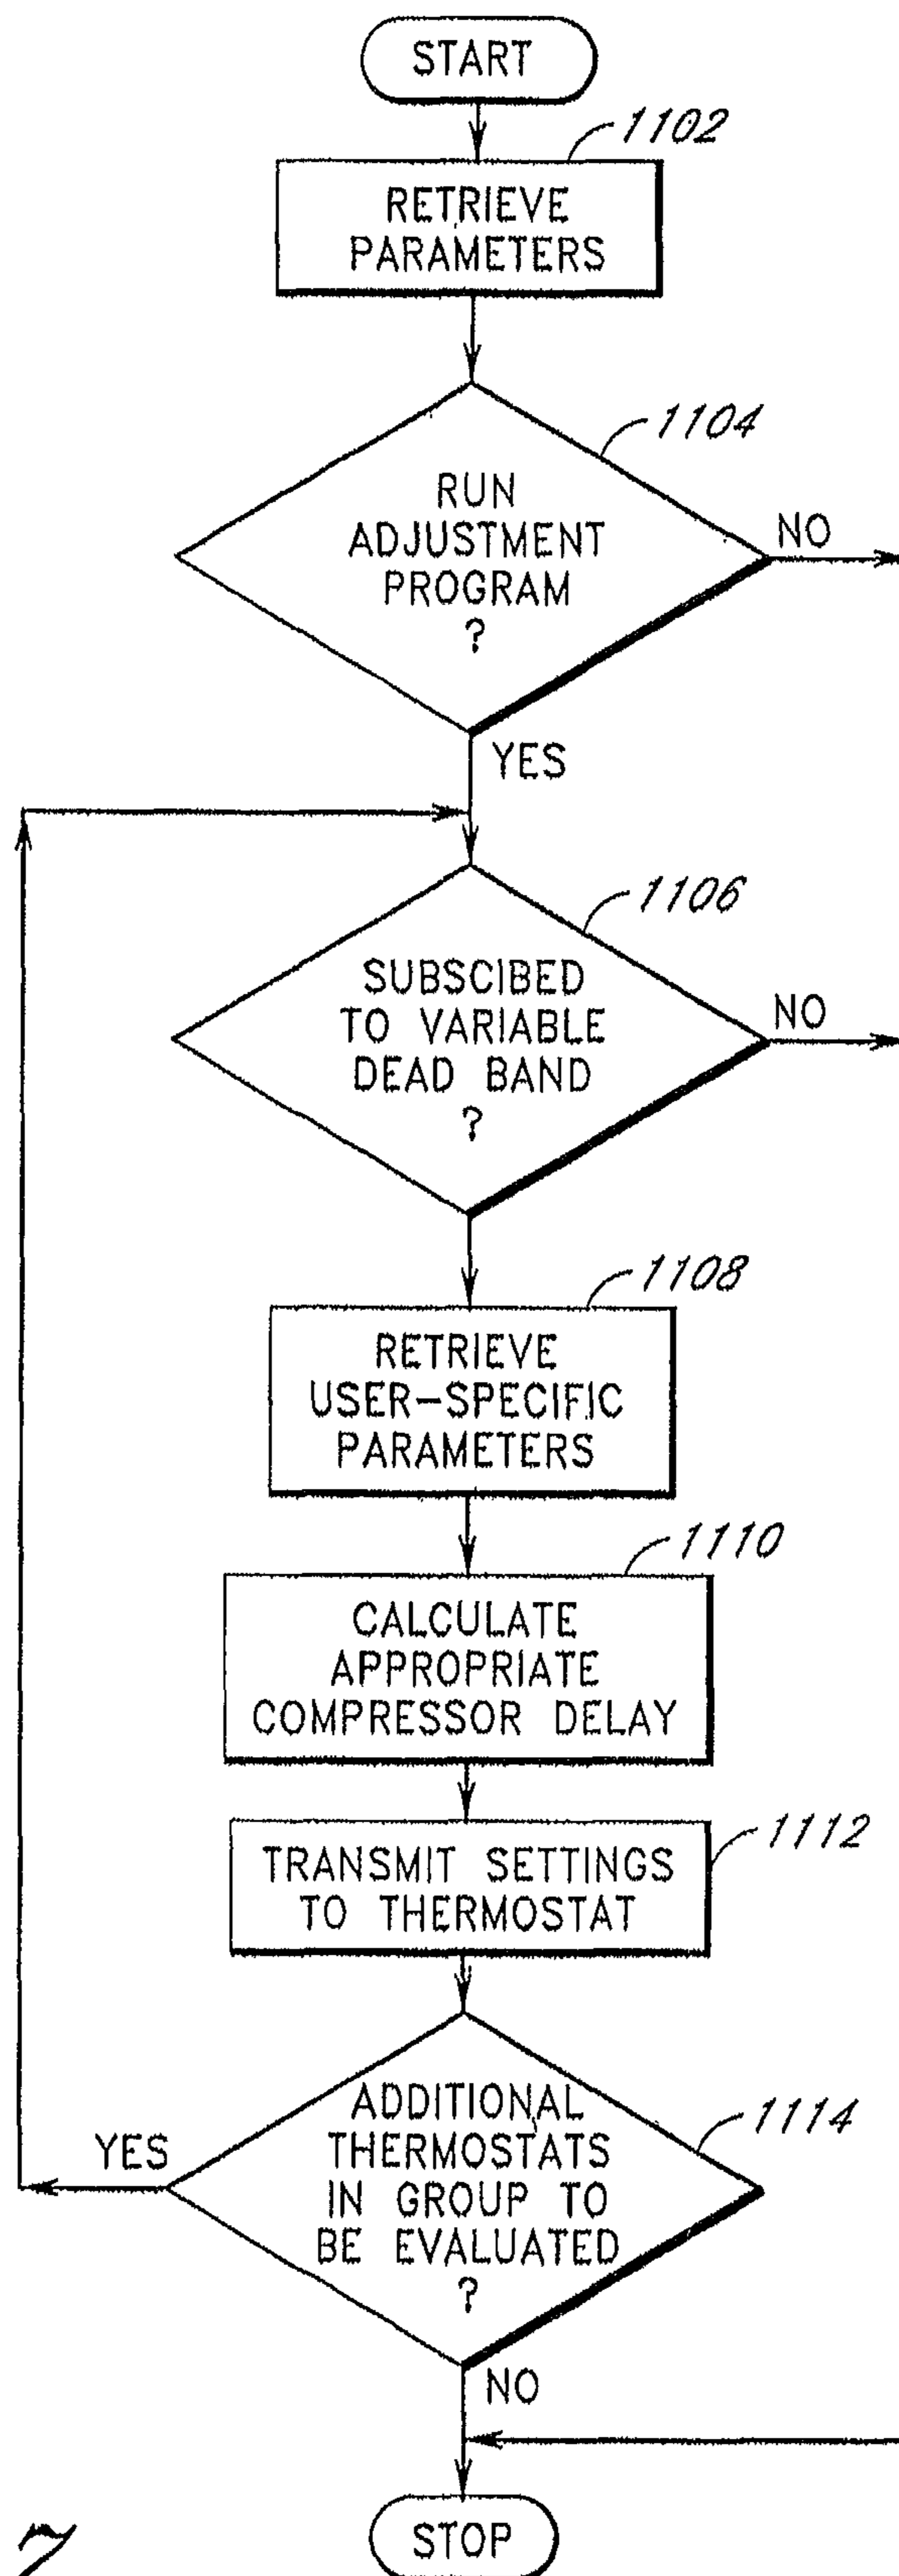 START
1102
RETRIEVE
PARAMETERS
1104
RUN
ADJUSTMENT
PROGRAM
?
NO
YES
1106
SUBSCIBED
TO VARIABLE
DEAD BAND
?
NO
1108
RETRIEVE
USER-SPECIFIC
PARAMETERS
1110
CALCULATE
APPROPRIATE
COMPRESSOR DELAY
1112
TRANSMIT SETTINGS
TO THERMOSTAT
1114
ADDITIONAL
THERMOSTATS
IN GROUP TO
BE EVALUATED
?
YES
NO
STOP